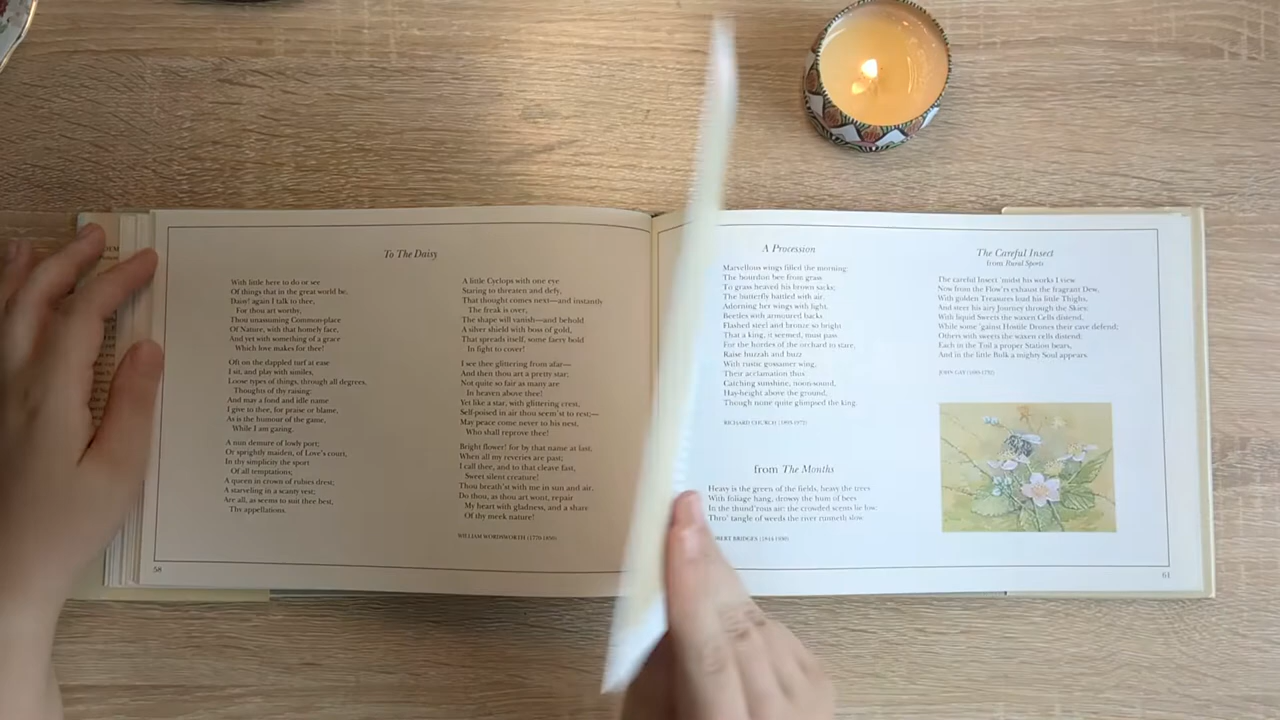 To The Daisy
With little here to do or see
Of things that in the great world be,
Daisy! again I talk to thee,
For thou art worthy,
Thou unassuming Common-place
Of Nature, with that homely face,
And yet with something of a grace
Which love makes for thee!
Oft on the dappled turf at ease
I sit, and play with similes,
Loose types of things, through all degrees,
Thoughts of thy raising:
And many a fond and idle name
I give to thee, for praise or blame,
As is the humour of the game,
While I am gazing.
A nun demure of lowly port;
Or sprightly maiden, of Love's court,
In thy simplicity the sport
Of all temptations;
A queen in crown of rubies drest;
A starveling in a scanty vest;
Are all, as seems to suit thee best,
Thy appellations.
A little Cyclops with one eye
Staring to threaten and defy,
That thought comes next—and instantly
The freak is over,
The shape will vanish—and behold
A silver shield with boss of gold,
That spreads itself, some faery bold
In fight to cover!
I see thee glittering from afar—
And then thou art a pretty star;
Not quite so fair as many are
In heaven above thee!
Yet like a star, with glittering crest,
Self-poised in air thou seem'st to rest;—
May peace come never to his nest,
Who shall reprove thee!
Bright flower! for by that name at last,
When all my reveries are past,
I call thee, and to that cleave fast,
Sweet silent creature!
Thou breath'st with me in sun and air,
Do thou, as thou art wont, repair
My heart with gladness, and a share
Of thy meek nature!
WILLIAM WORDSWORTH (1770-1850)
58
A Procession
Marvellous wings filled the morning:
The bourdon bee from grass
To grass heaved his brown sacks;
The butterfly battled with air,
Adorning her wings with light.
Beetles with armoured backs
Flashed steel and bronze so bright
That a king, it seemed, must pass
For the hordes of the orchard to stare,
Raise huzzah and buzz
With rustic gossamer wing,
Their acclamation thus
Catching sunshine, noon-sound,
Hay-height above the ground,
Though none quite glimpsed the king.
RICHARD CHURCH (1893-1972)
from The Months
Heavy is the green of the fields, heavy the trees
With foliage hang, drowsy the hum of bees
In the thund'rous air: the crowded scents lie low:
Thro' tangle of weeds the river runneth slow.
BERT BRIDGES (1844-1930)
The Careful Insect
from Rural Sports
The careful Insect 'midst his works I view,
Now from the Flow'rs exhaust the fragrant Dew,
With golden Treasures load his little Thighs,
And steer his airy Journey through the Skies;
With liquid Sweets the waxen Cells distend,
While some 'gainst Hostile Drones their cave defend;
Others with sweets the waxen cells distend,
Each in the Toil a proper Station bears,
And in the little Bulk a mighty Soul appears.
JOHN GAY (1685-1732)
61